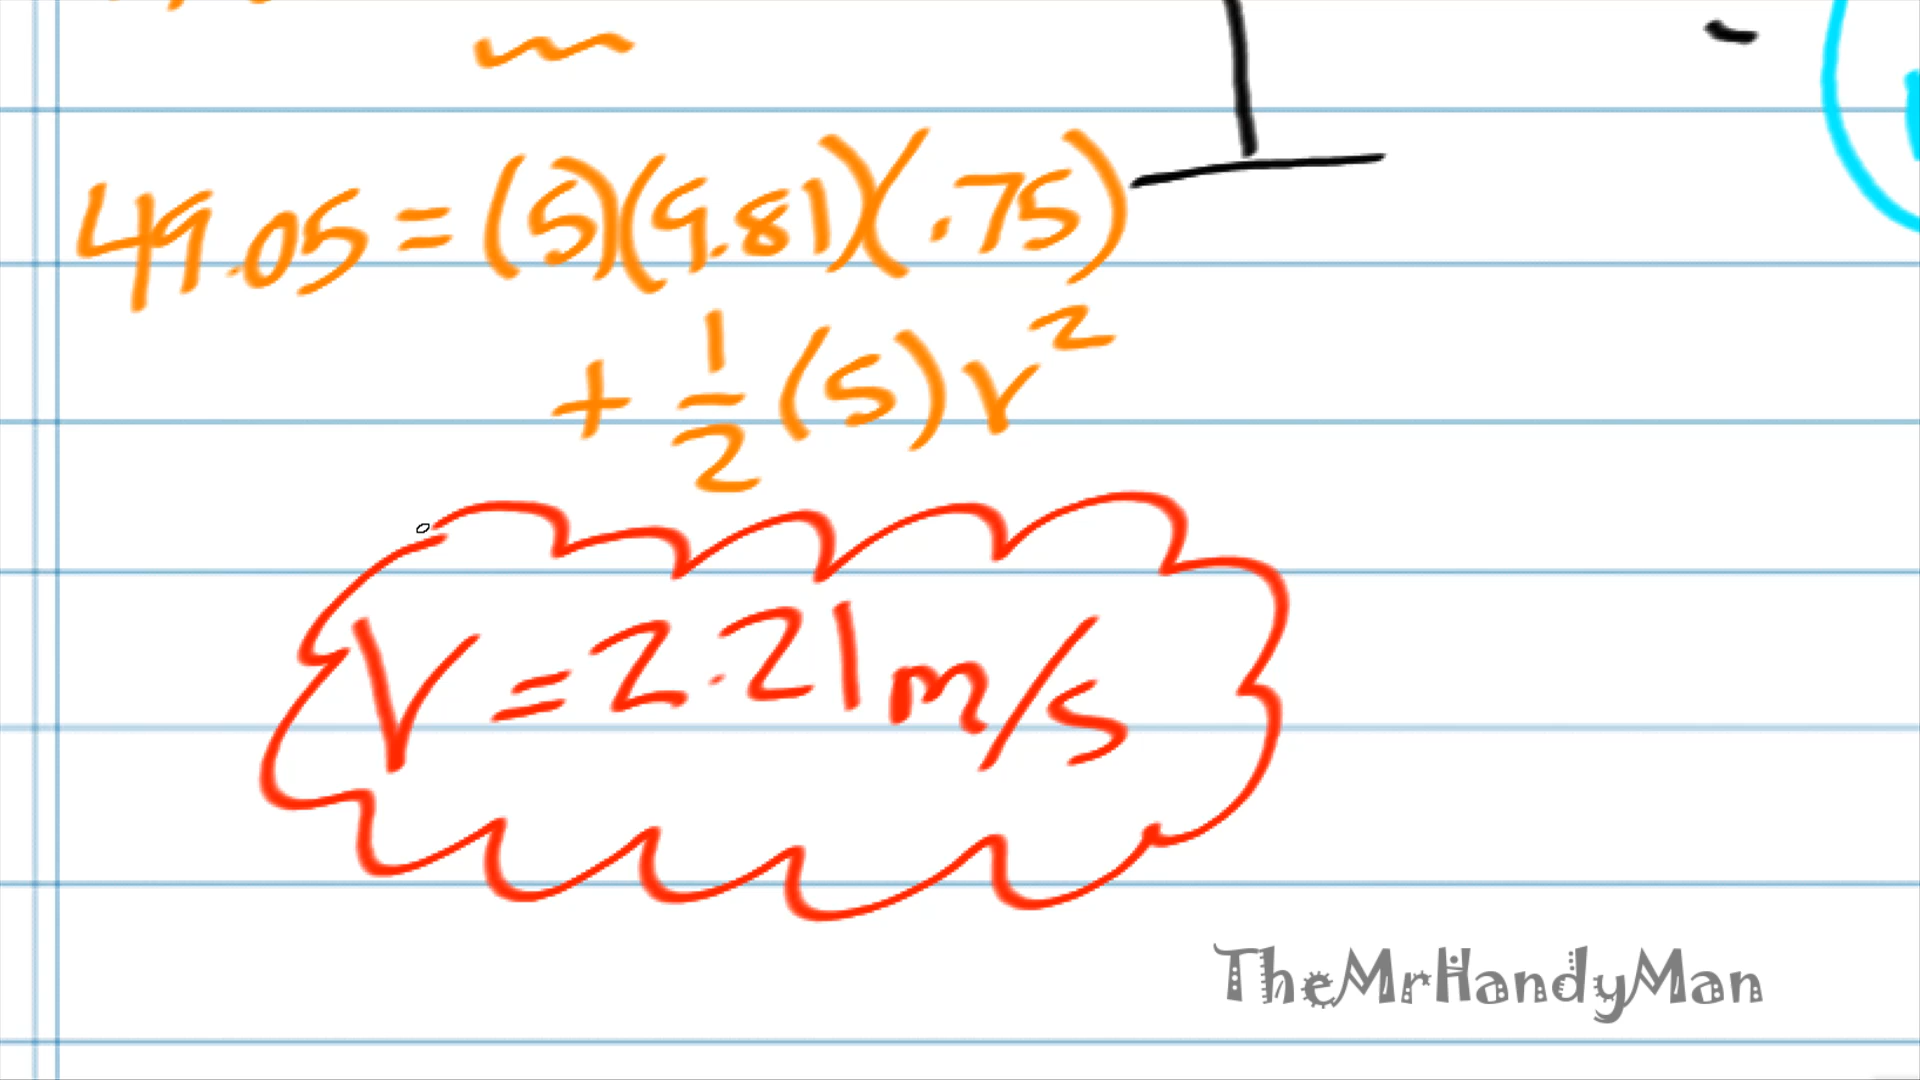 49.05 = (5)(9.81)(.75)
+ 1/2 (5)v²
V = 2.21 m/s
TheMrHandyMan